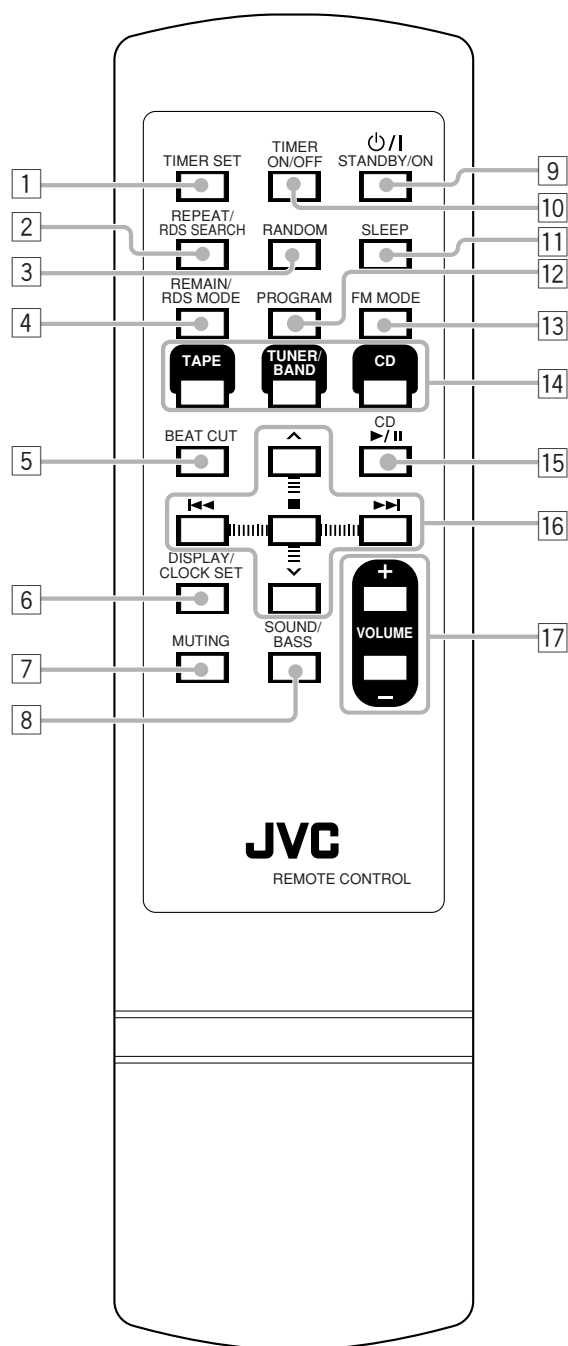 TIMER SET
TIMER
ON/OFF
⏻/I
STANDBY/ON
1
9
10
REPEAT/
RDS SEARCH
RANDOM
SLEEP
2
3
11
12
REMAIN/
RDS MODE
PROGRAM
FM MODE
4
13
TAPE
TUNER/
BAND
CD
14
BEAT CUT
CD
5
15
16
DISPLAY/
CLOCK SET
6
+
VOLUME
−
17
MUTING
SOUND/
BASS
7
8
JVC
REMOTE CONTROL